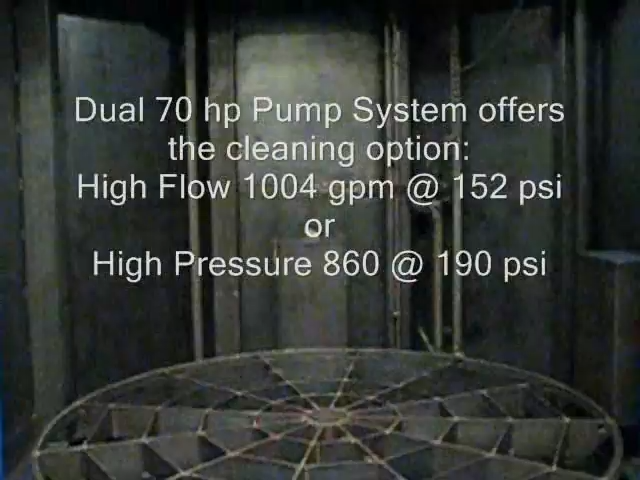 Dual 70 hp Pump System offers
the cleaning option:
High Flow 1004 gpm @ 152 psi
or
High Pressure 860 @ 190 psi